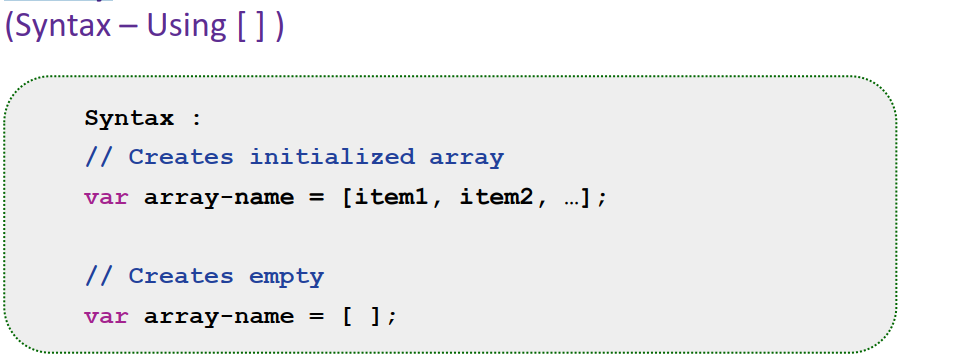 (Syntax – Using [ ] )
Syntax :
// Creates initialized array
var array-name = [item1, item2, …];
// Creates empty
var array-name = [ ];